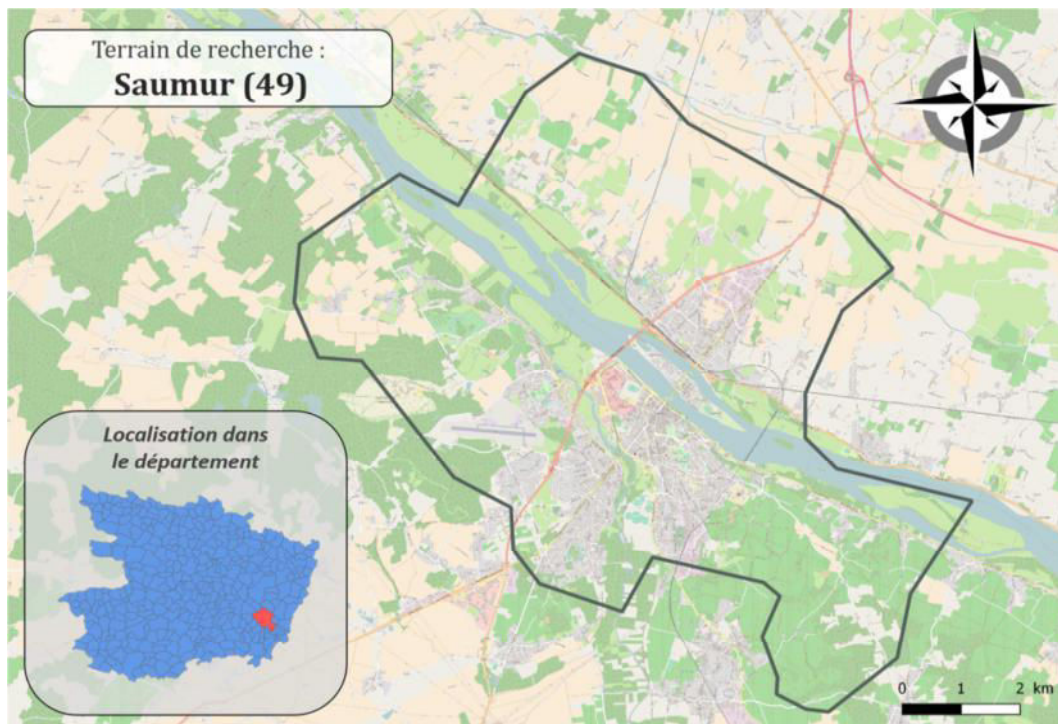 Terrain de recherche :
Saumur (49)
Localisation dans
le département
0 1 2 km